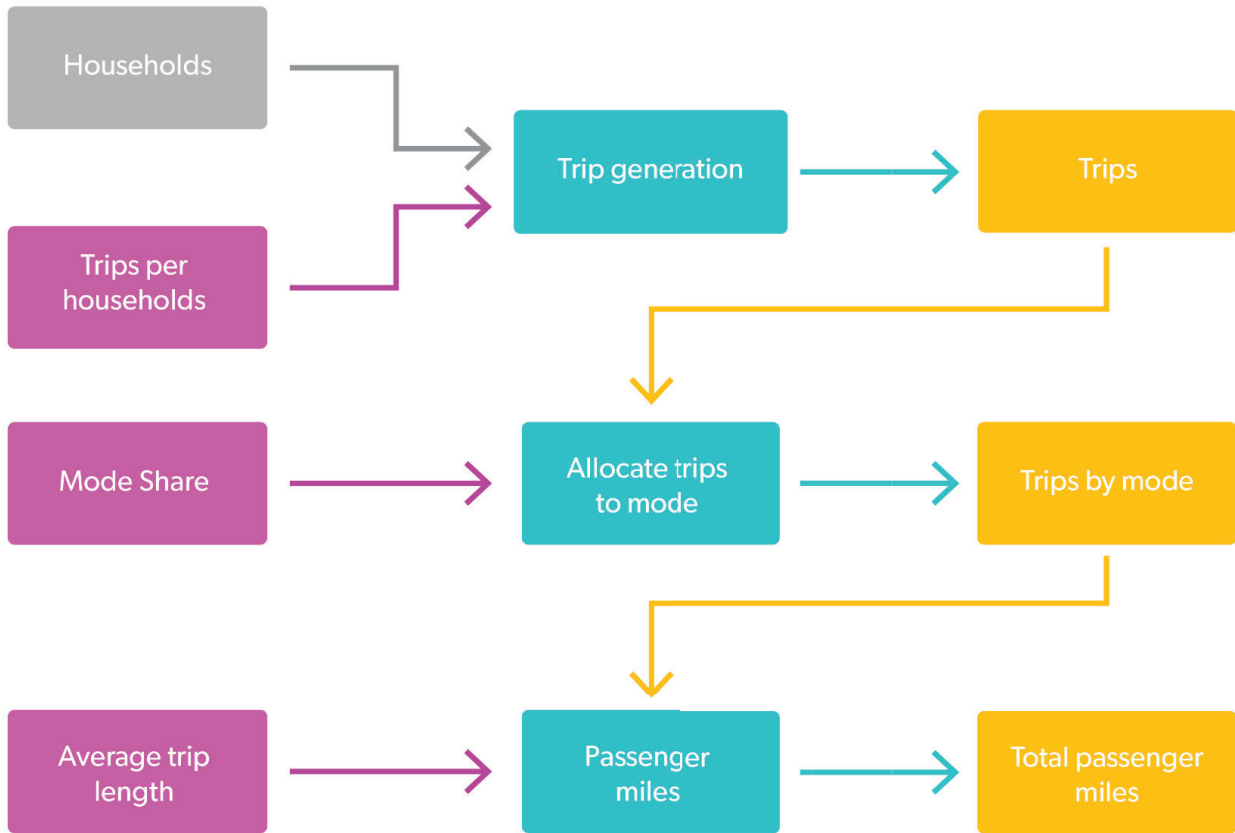 Households
Trip generation
Trips
Trips per
households
Mode Share
Allocate trips
to mode
Trips by mode
Average trip
length
Passenger
miles
Total passenger
miles